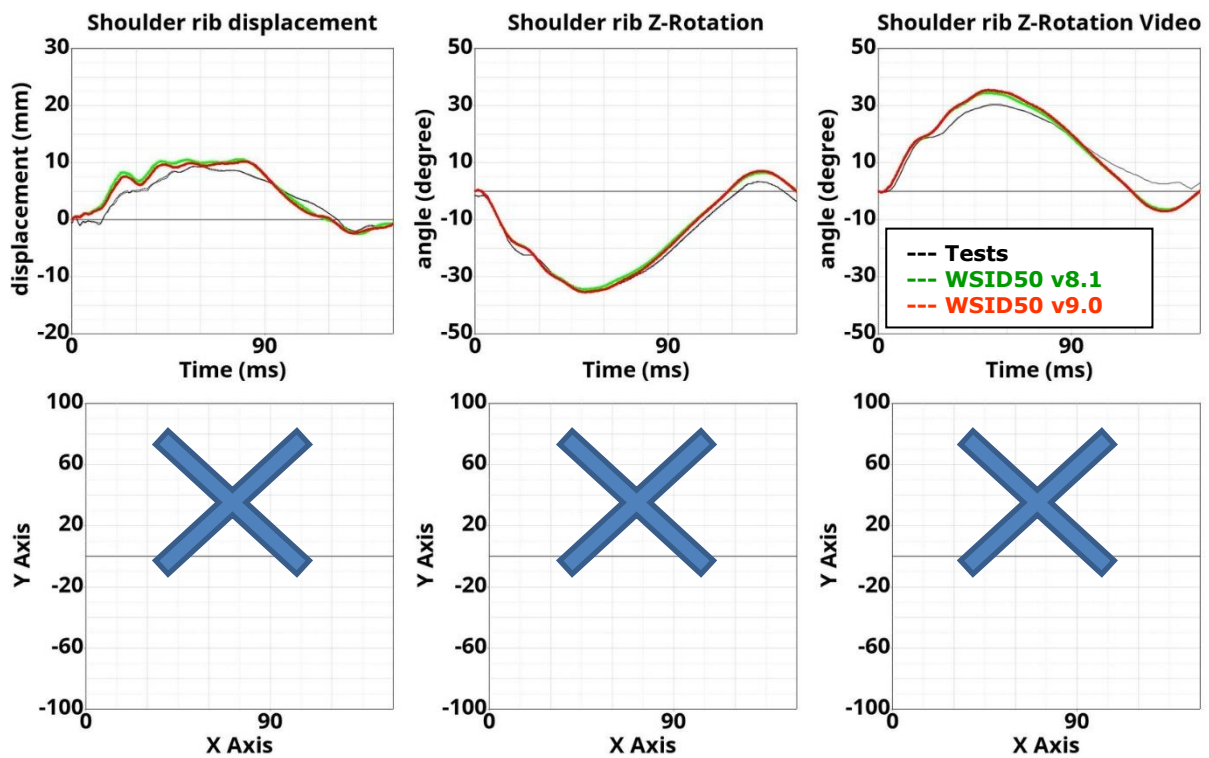 Shoulder rib displacement
30
20
10
0
-10
-20
0
90
displacement (mm)
Time (ms)
Shoulder rib Z-Rotation
50
30
10
-10
-30
-50
0
90
angle (degree)
Time (ms)
Shoulder rib Z-Rotation Video
50
30
10
-10
-30
-50
0
90
angle (degree)
Time (ms)
--- Tests
--- WSID50 v8.1
--- WSID50 v9.0
100
60
20
-20
-60
-100
0
90
Y Axis
X Axis
100
60
20
-20
-60
-100
0
90
Y Axis
X Axis
100
60
20
-20
-60
-100
0
90
Y Axis
X Axis